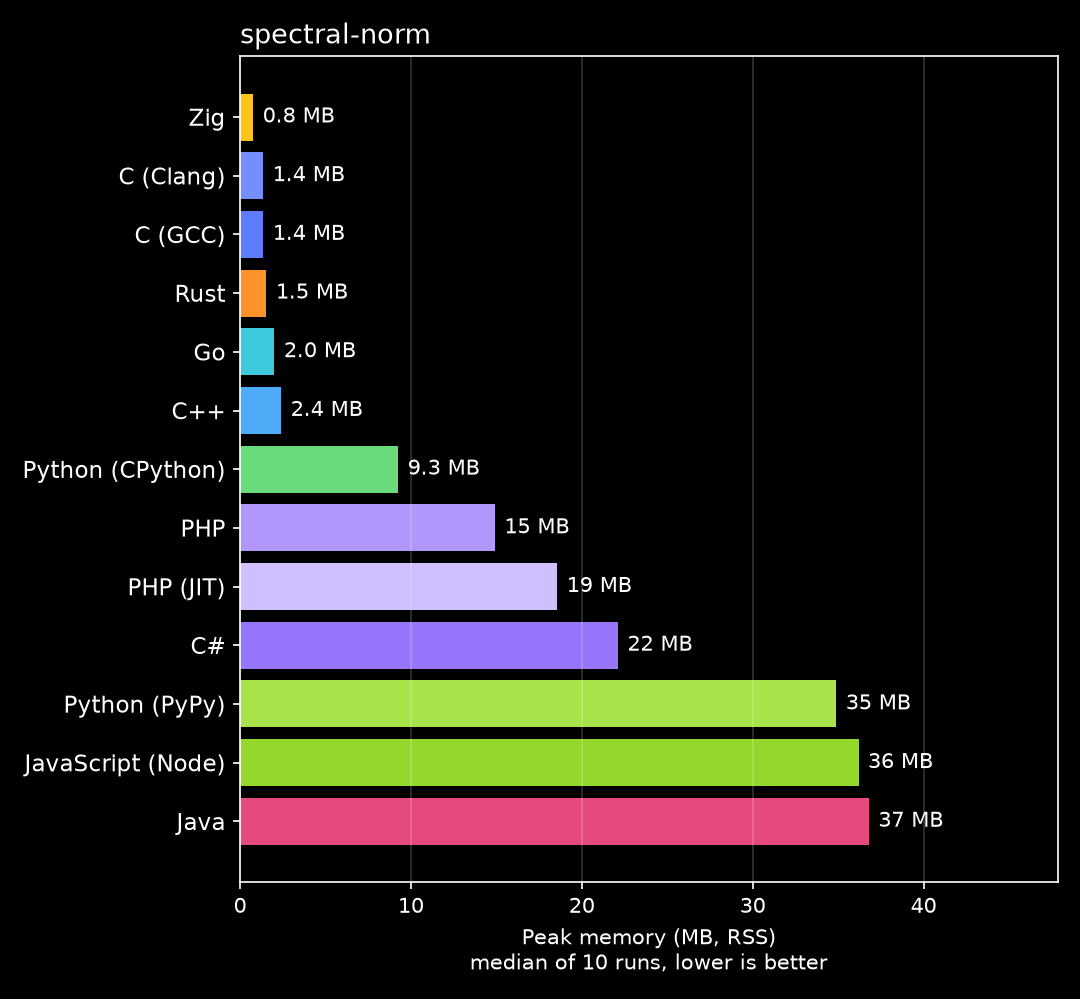 spectral-norm
Zig 0.8 MB
C (Clang) 1.4 MB
C (GCC) 1.4 MB
Rust 1.5 MB
Go 2.0 MB
C++ 2.4 MB
Python (CPython) 9.3 MB
PHP 15 MB
PHP (JIT) 19 MB
C# 22 MB
Python (PyPy) 35 MB
JavaScript (Node) 36 MB
Java 37 MB
0 10 20 30 40
Peak memory (MB, RSS)
median of 10 runs, lower is better